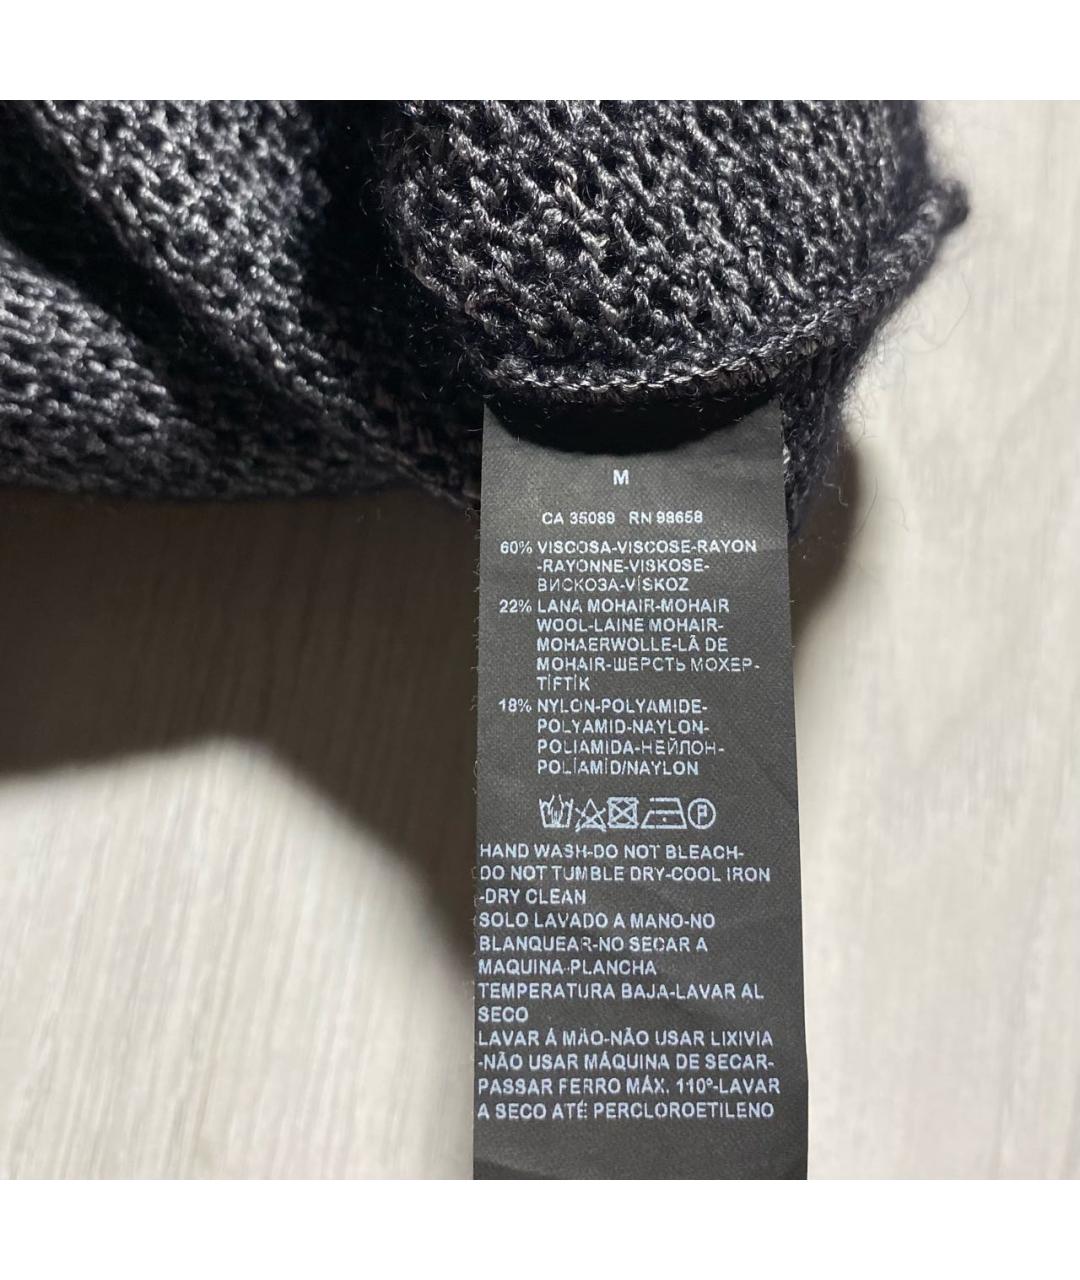 M
CA 35089 RN 98658
60% VISCOSA-VISCOSE-RAYON
-RAYONNE-VISKOSE-
ВИСКОЗА-VİSKOZ
22% LANA MOHAIR-MOHAIR
WOOL-LAINE MOHAIR-
MOHAERWOLLE-LÃ DE
MOHAIR-ШЕРСТЬ МОХЕР-
TİFTİK
18% NYLON-POLYAMIDE-
POLYAMID-NAYLON-
POLIAMIDA-НЕЙЛОН-
POLİAMİD/NAYLON
P
HAND WASH-DO NOT BLEACH-
DO NOT TUMBLE DRY-COOL IRON
-DRY CLEAN
SOLO LAVADO A MANO-NO
BLANQUEAR-NO SECAR A
MAQUINA-PLANCHA
TEMPERATURA BAJA-LAVAR AL
SECO
LAVAR Á MÃO-NÃO USAR LIXIVIA
-NÃO USAR MÁQUINA DE SECAR-
PASSAR FERRO MÁX. 110º-LAVAR
A SECO ATÉ PERCLOROETILENO